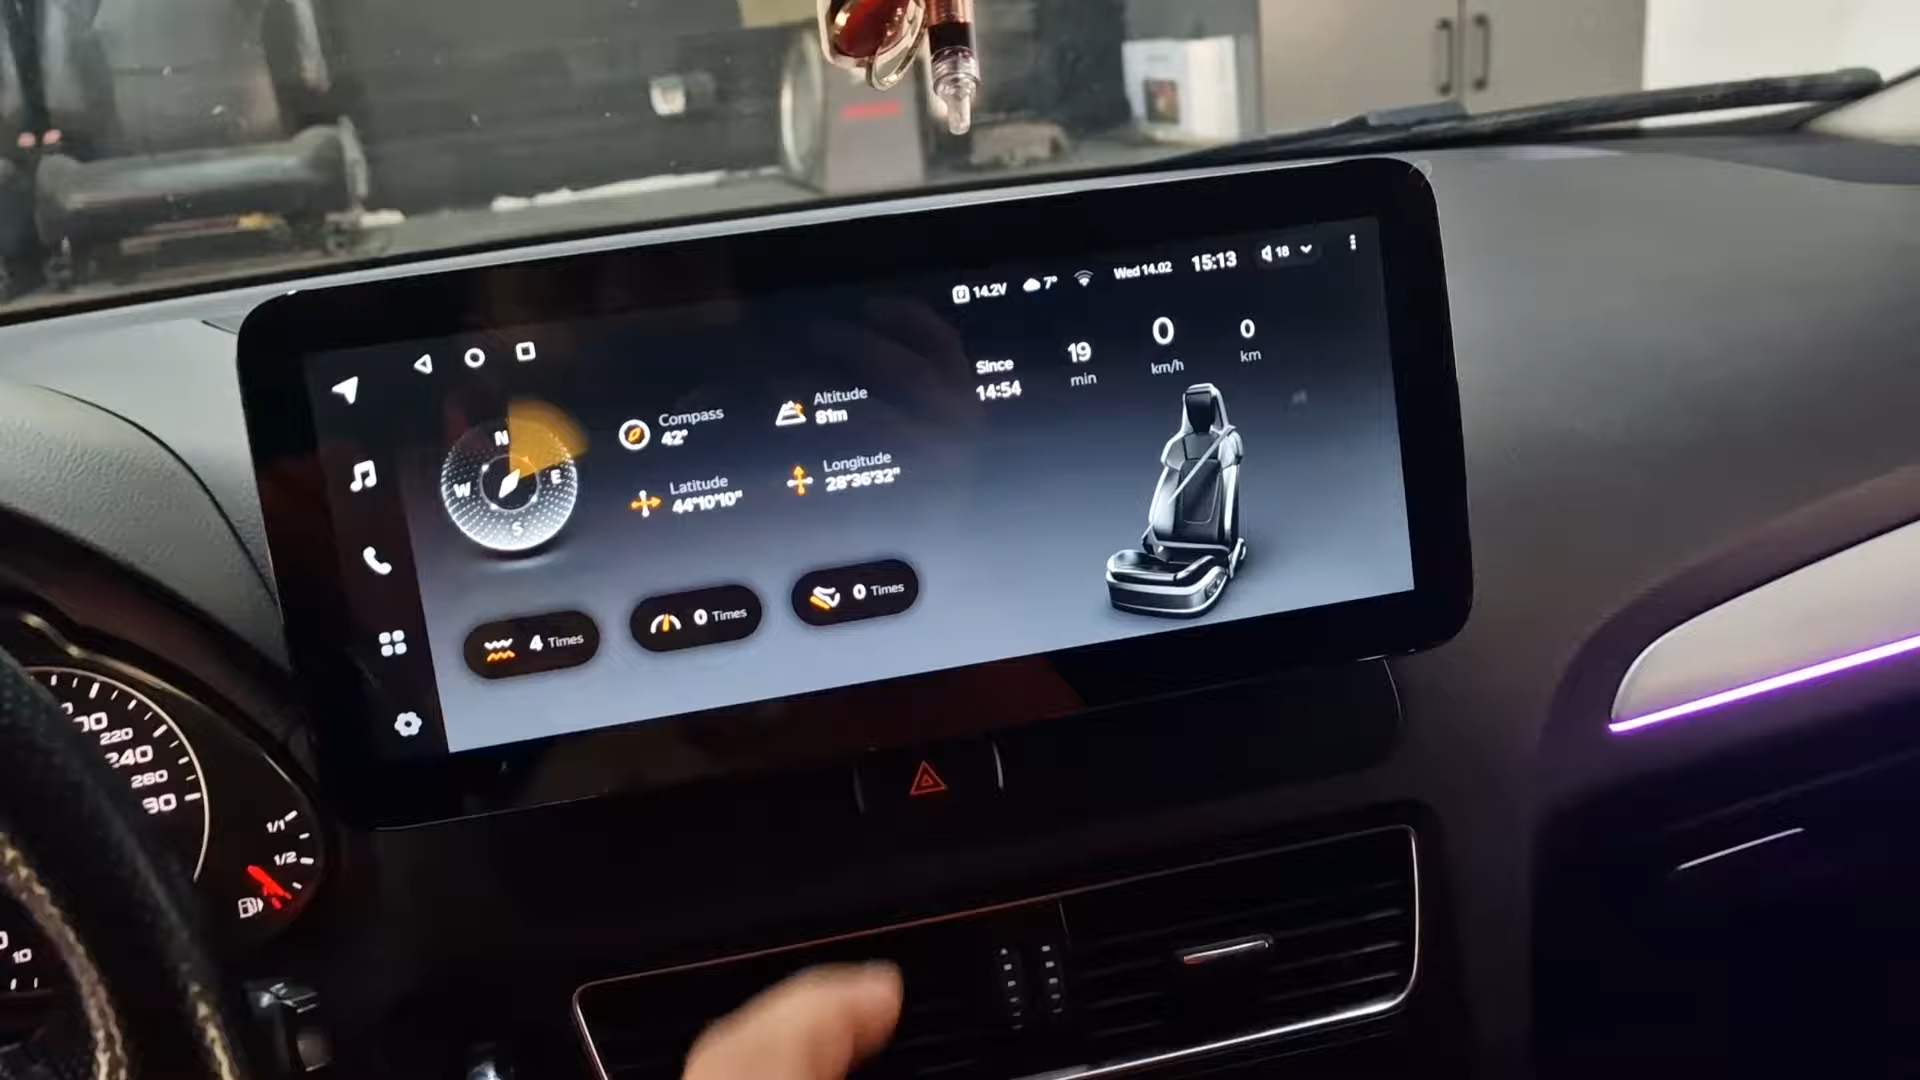 14.2V 7° Wed 14.02 15:13 18
Since
14:54
19
min
0
km/h
0
km
N
E
S
W
Compass
42°
Altitude
81m
Latitude
44°10'10"
Longitude
28°36'32"
4 Times
0 Times
0 Times
220
240
260
1/1
1/2
10